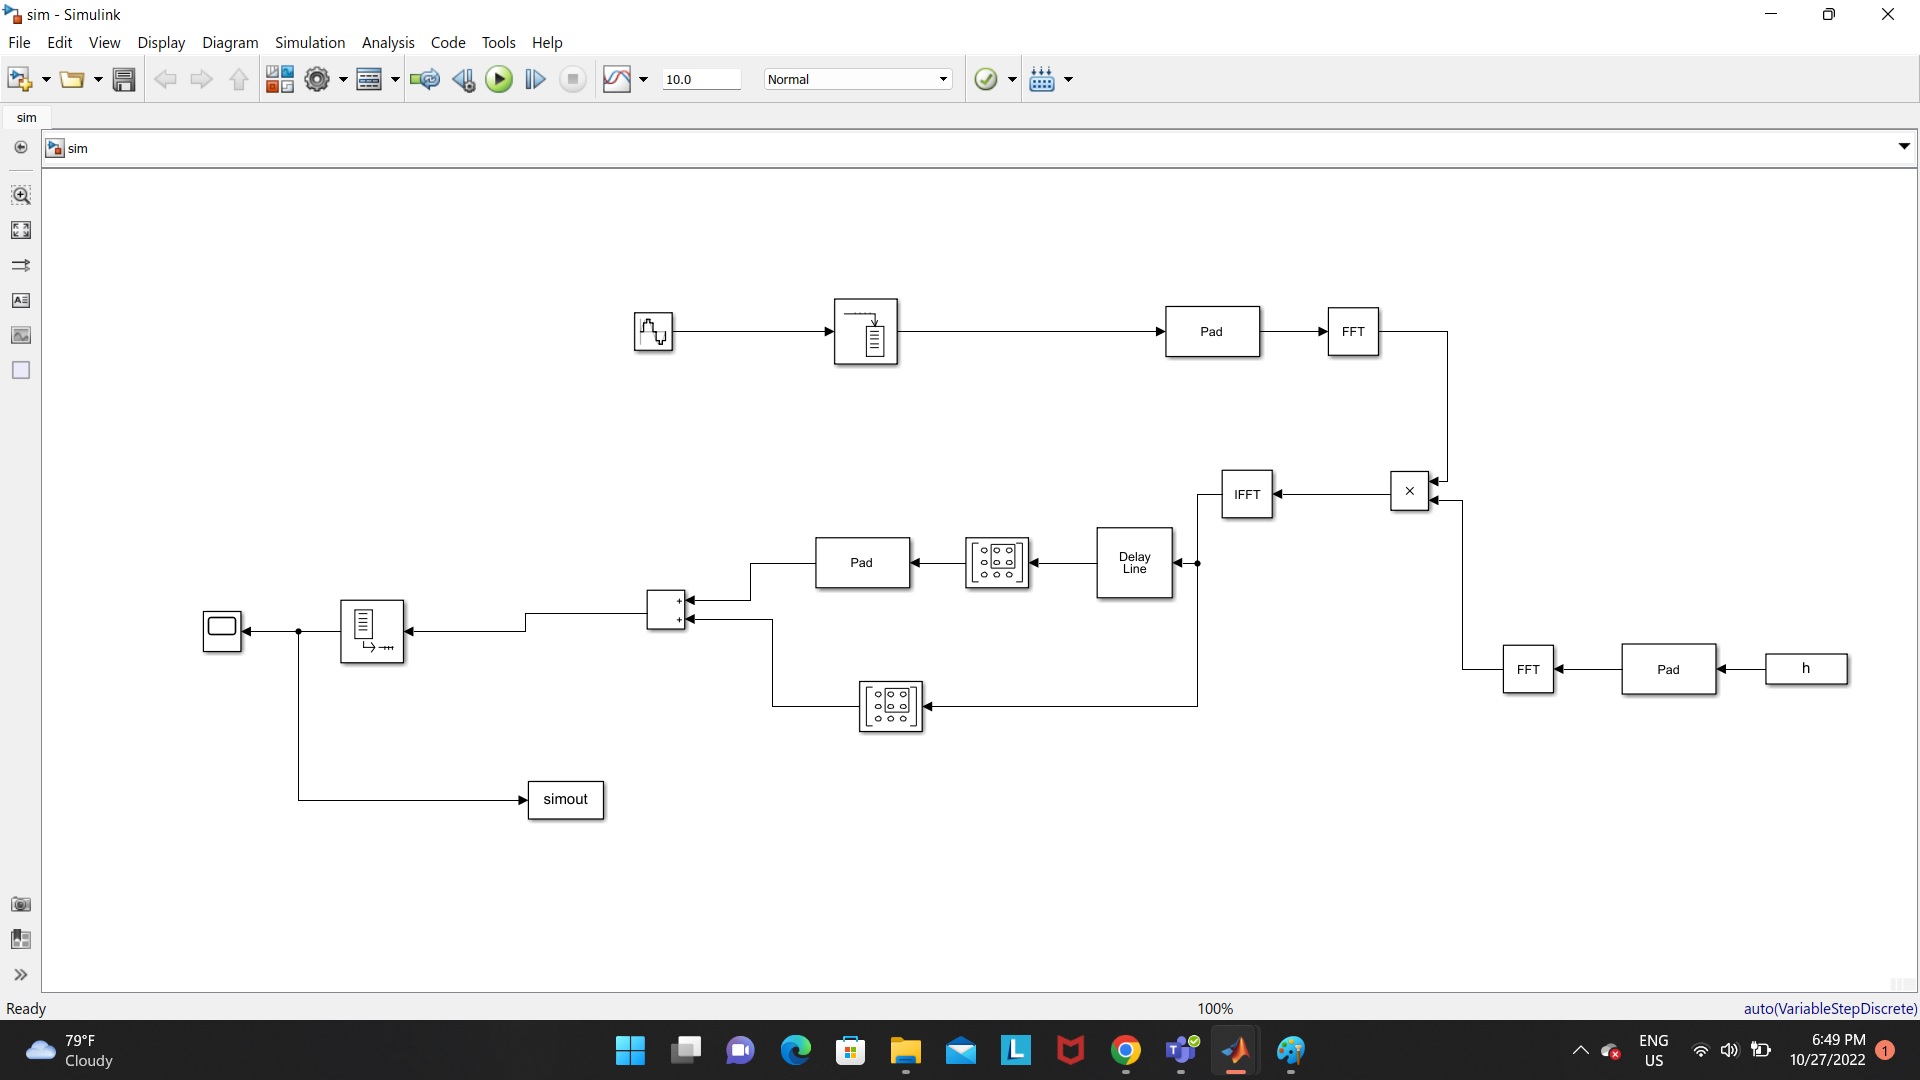 sim - Simulink
File Edit View Display Diagram Simulation Analysis Code Tools Help
10.0 Normal
sim
sim
Pad FFT
IFFT ×
Pad Delay
Line
+
+
FFT Pad h
simout
Ready 100% auto(VariableStepDiscrete)
79°F
Cloudy
ENG
US
6:49 PM
10/27/2022
1